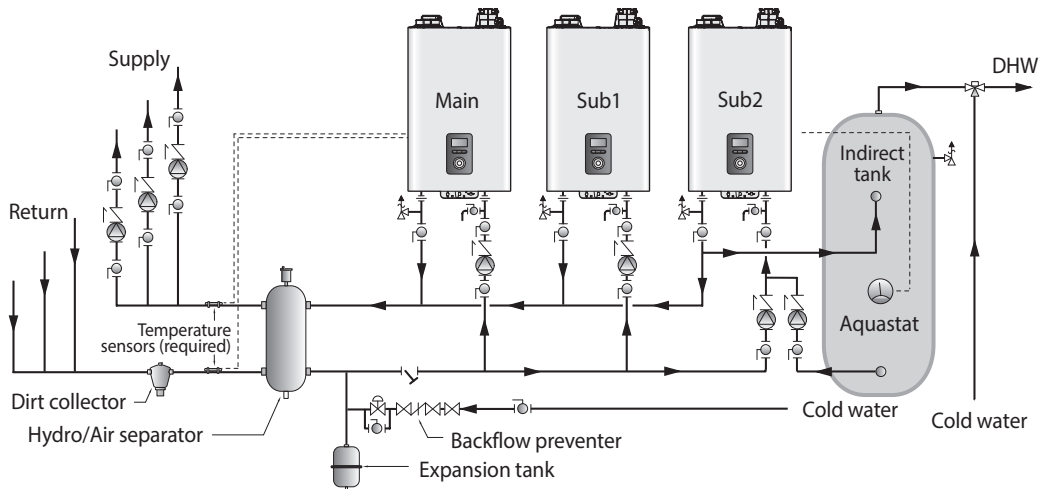 Supply
DHW
Main
Sub1
Sub2
Indirect
tank
Return
Temperature
sensors (required)
Aquastat
Dirt collector
Cold water
Cold water
Hydro/Air separator
Backflow preventer
Expansion tank